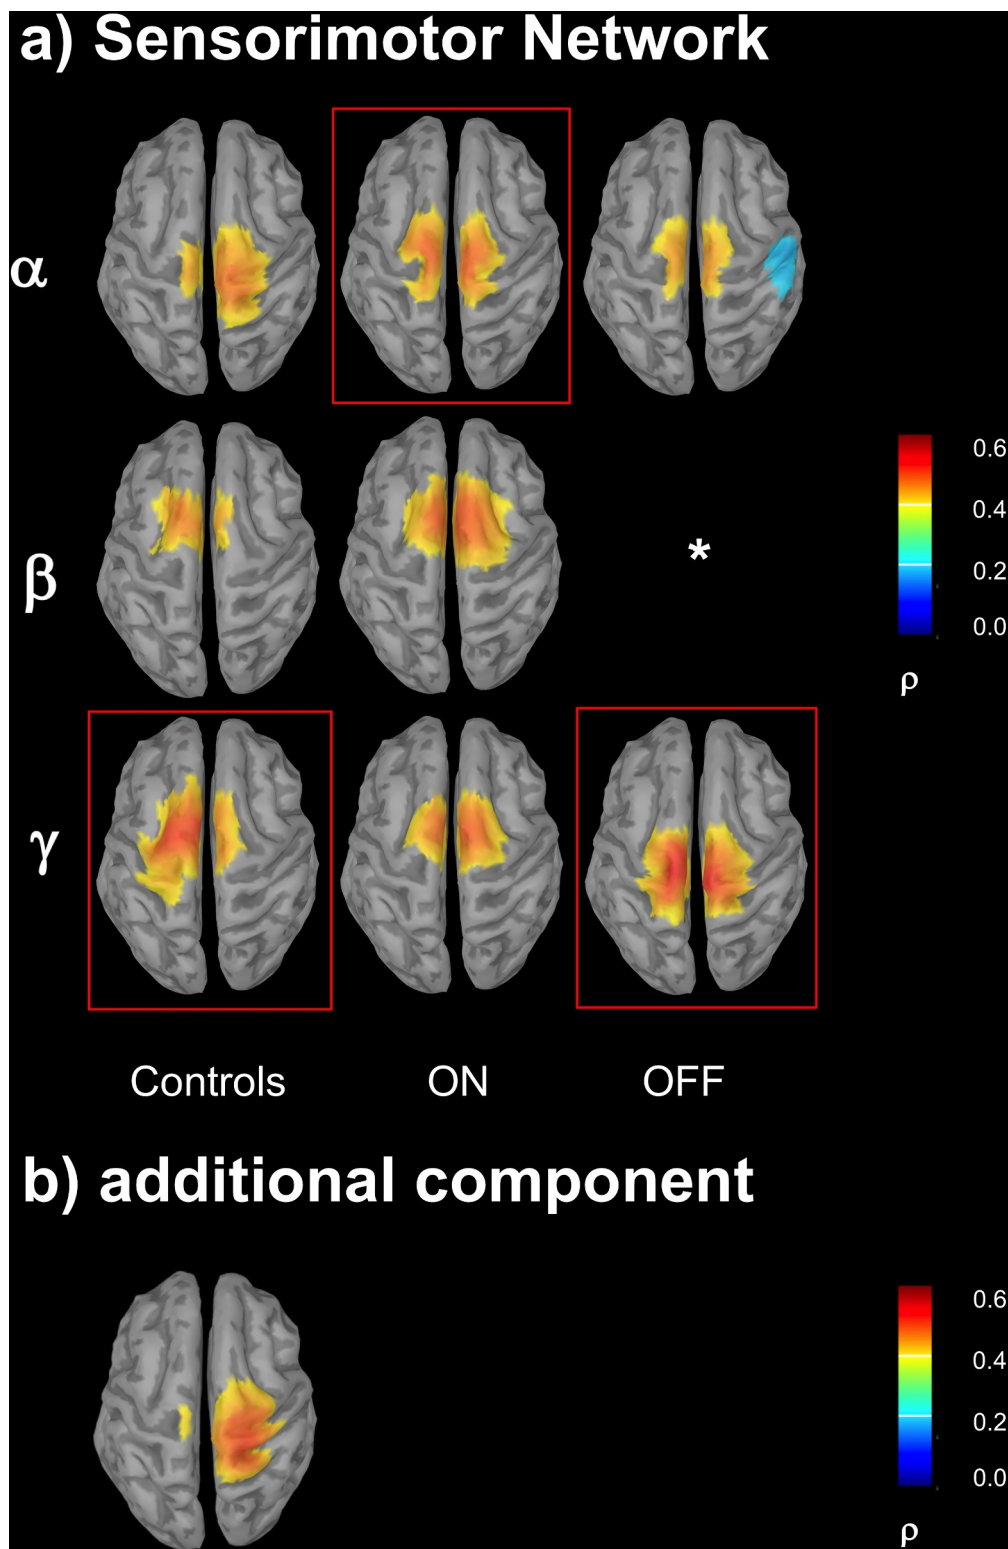 a) Sensorimotor Network
α
β
*
0.6
0.4
0.2
0.0
ρ
γ
Controls ON OFF
b) additional component
0.6
0.4
0.2
0.0
ρ